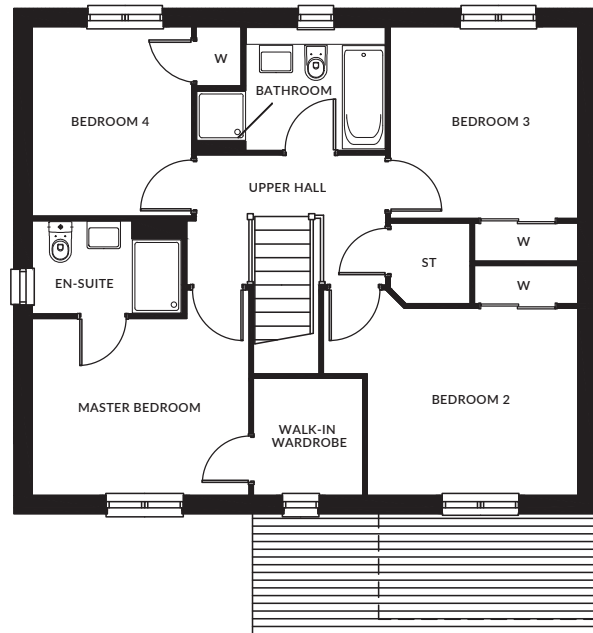 W
BATHROOM
BEDROOM 4
BEDROOM 3
UPPER HALL
W
ST
EN-SUITE
W
BEDROOM 2
MASTER BEDROOM
WALK-IN
WARDROBE